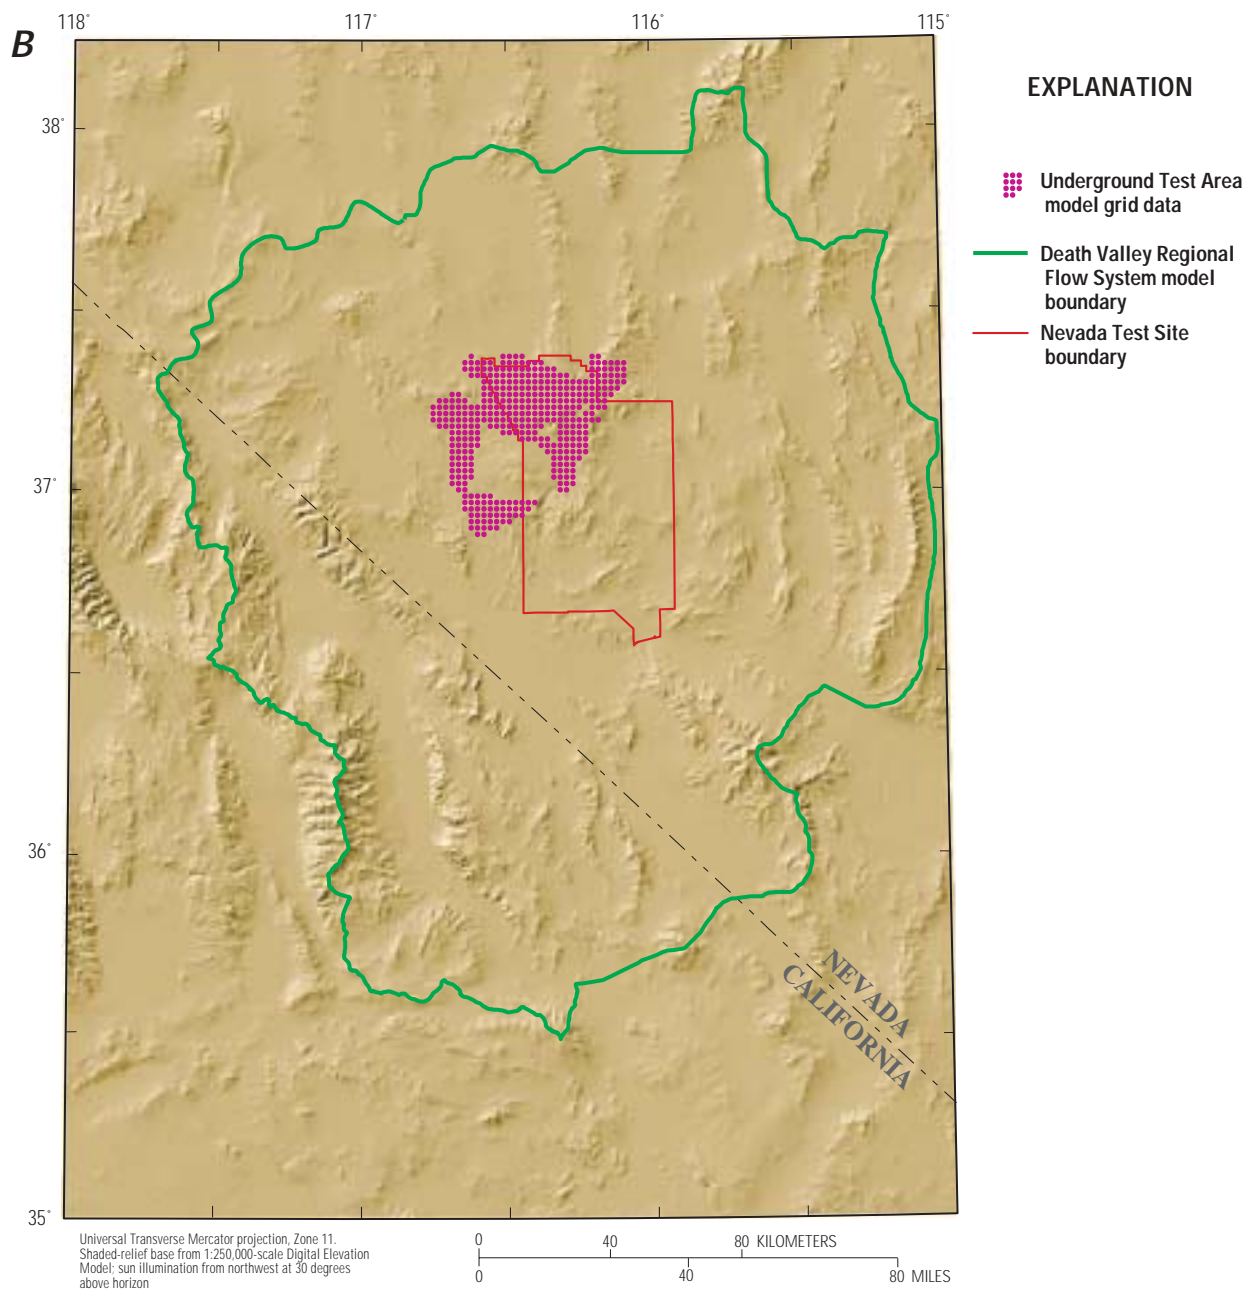 B
118°
117°
116°
115°
38°
37°
36°
35°
NEVADA
CALIFORNIA
EXPLANATION
Underground Test Area
model grid data
Death Valley Regional
Flow System model
boundary
Nevada Test Site
boundary
Universal Transverse Mercator projection, Zone 11.
Shaded-relief base from 1:250,000-scale Digital Elevation
Model; sun illumination from northwest at 30 degrees
above horizon
0 40 80 KILOMETERS
0 40 80 MILES